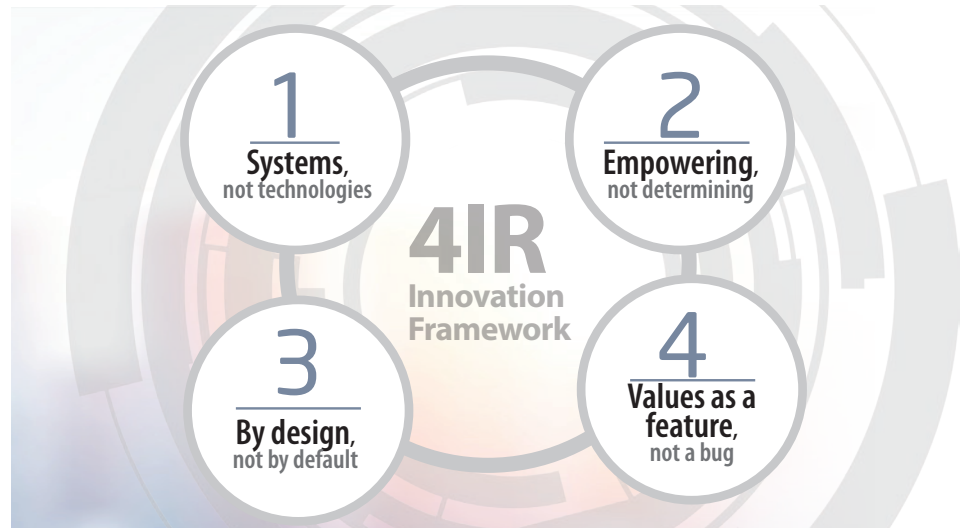 1
Systems,
not technologies
2
Empowering,
not determining
4IR
Innovation
Framework
3
By design,
not by default
4
Values as a
feature,
not a bug